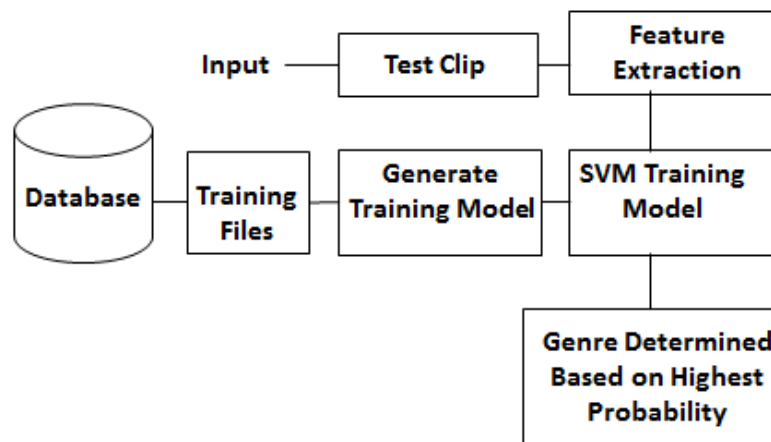 Input
Test Clip
Feature
Extraction
Database
Training
Files
Generate
Training Model
SVM Training
Model
Genre Determined
Based on Highest
Probability